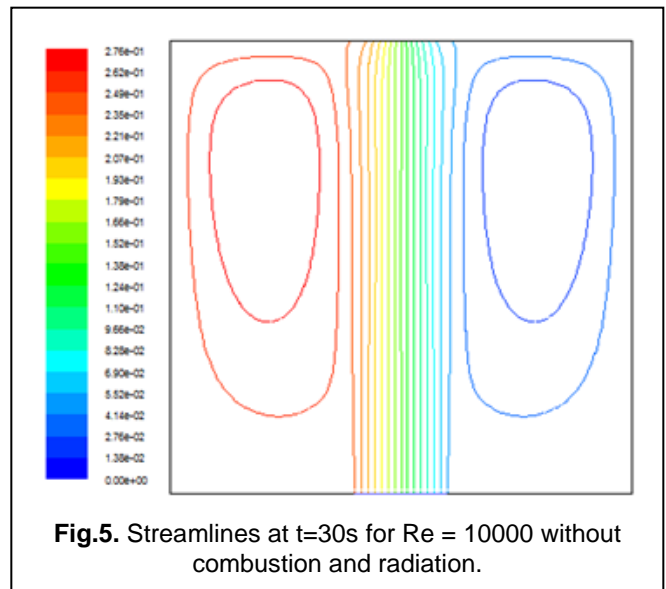 2.76e-01
2.62e-01
2.49e-01
2.35e-01
2.21e-01
2.07e-01
1.93e-01
1.79e-01
1.66e-01
1.52e-01
1.38e-01
1.24e-01
1.10e-01
9.66e-02
8.28e-02
6.90e-02
5.52e-02
4.14e-02
2.76e-02
1.38e-02
0.00e+00
Fig.5. Streamlines at t=30s for Re = 10000 without
combustion and radiation.